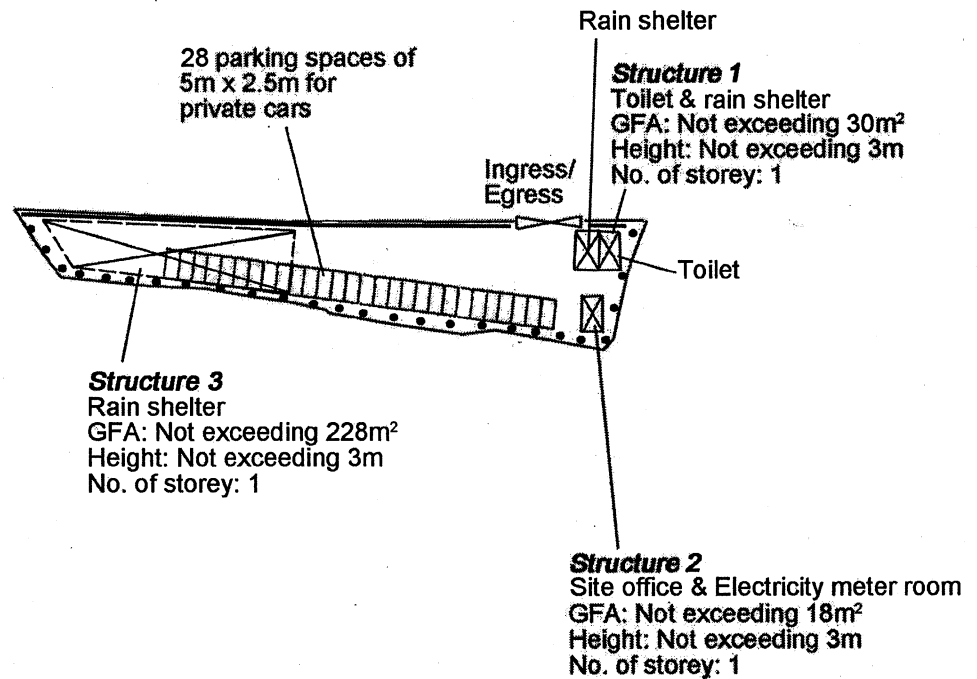 Rain shelter
28 parking spaces of
5m x 2.5m for
private cars
Structure 1
Toilet & rain shelter
GFA: Not exceeding 30m²
Height: Not exceeding 3m
No. of storey: 1
Ingress/
Egress
Toilet
Structure 3
Rain shelter
GFA: Not exceeding 228m²
Height: Not exceeding 3m
No. of storey: 1
Structure 2
Site office & Electricity meter room
GFA: Not exceeding 18m²
Height: Not exceeding 3m
No. of storey: 1